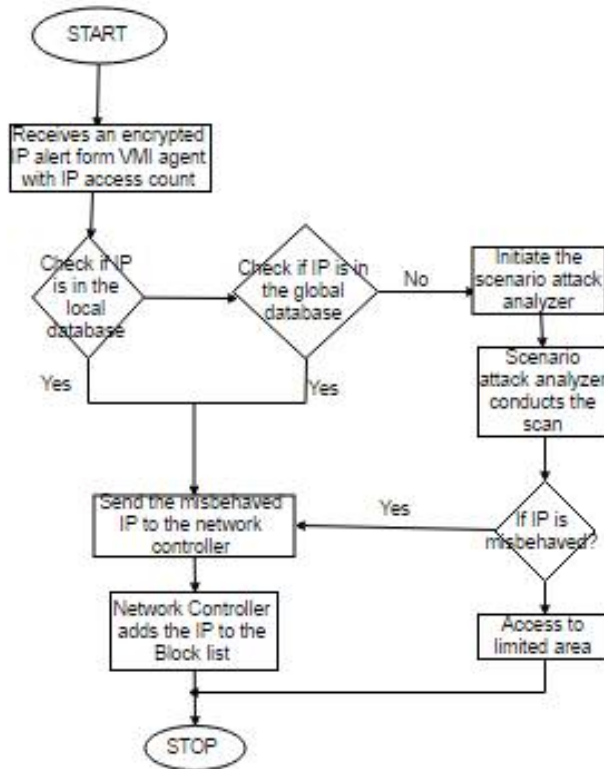 START
Receives an encrypted
IP alert form VMI agent
with IP access count
Check if IP
is in the
local
database
Check if IP is in
the global
database
No
Initiate the
scenario attack
analyzer
Yes
Yes
Scenario
attack analyzer
conducts the
scan
Send the misbehaved
IP to the network
controller
Yes
If IP is
misbehaved?
Network Controller
adds the IP to the
Block list
Access to
limited area
STOP